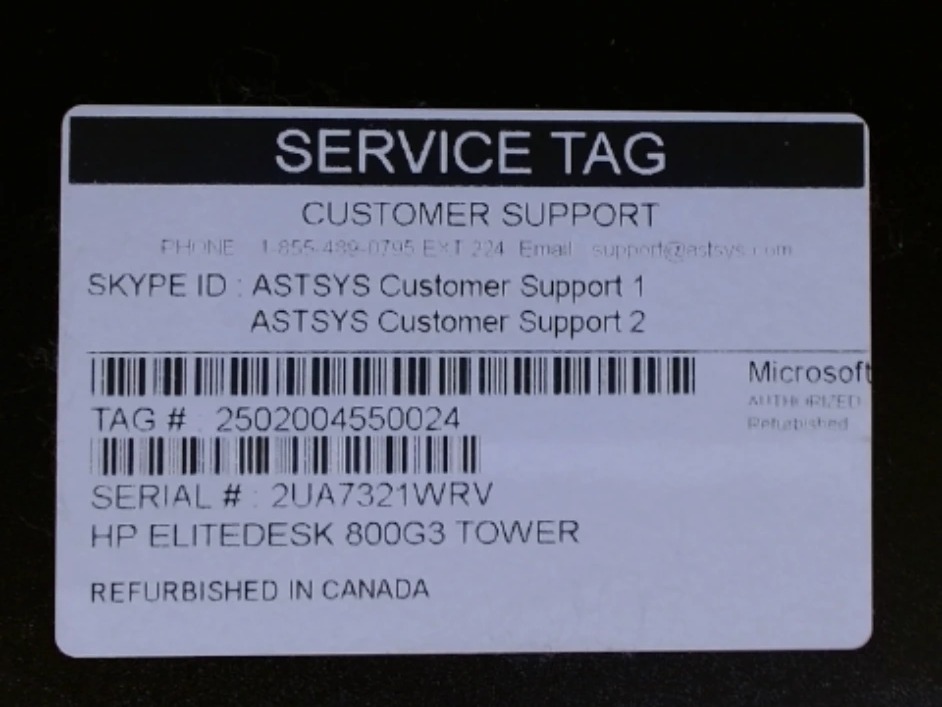 SERVICE TAG
CUSTOMER SUPPORT
PHONE 1-855-489-0795 EXT 224 Email support@astsys.com
SKYPE ID : ASTSYS Customer Support 1
ASTSYS Customer Support 2
Microsoft
AUTHORIZED
Refurbished
TAG # : 2502004550024
SERIAL # : 2UA7321WRV
HP ELITEDESK 800G3 TOWER
REFURBISHED IN CANADA